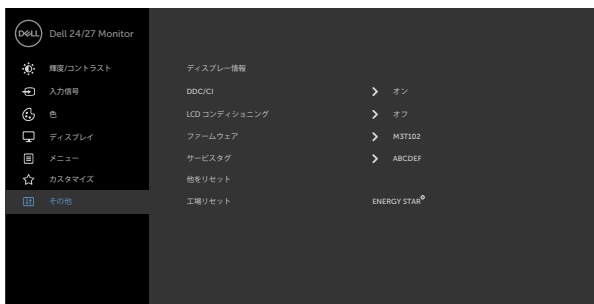 DELL
Dell 24/27 Monitor
輝度/コントラスト
ディスプレー情報
入力信号
DDC/CI オン
色
LCD コンディショニング オフ
ディスプレイ
ファームウェア M3T102
メニュー
サービスタグ ABCDEF
カスタマイズ
他をリセット
その他
工場リセット ENERGY STAR®